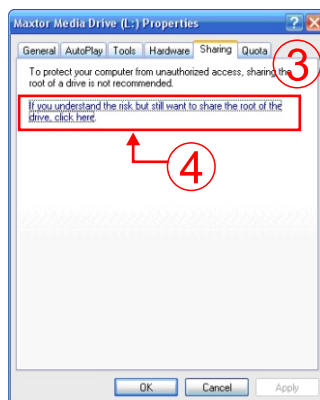 Maxtor Media Drive (L:) Properties
General AutoPlay Tools Hardware Sharing Quota
3
To protect your computer from unauthorized access, sharing the
root of a drive is not recommended.
If you understand the risk but still want to share the root of the
drive, click here.
4
OK Cancel Apply